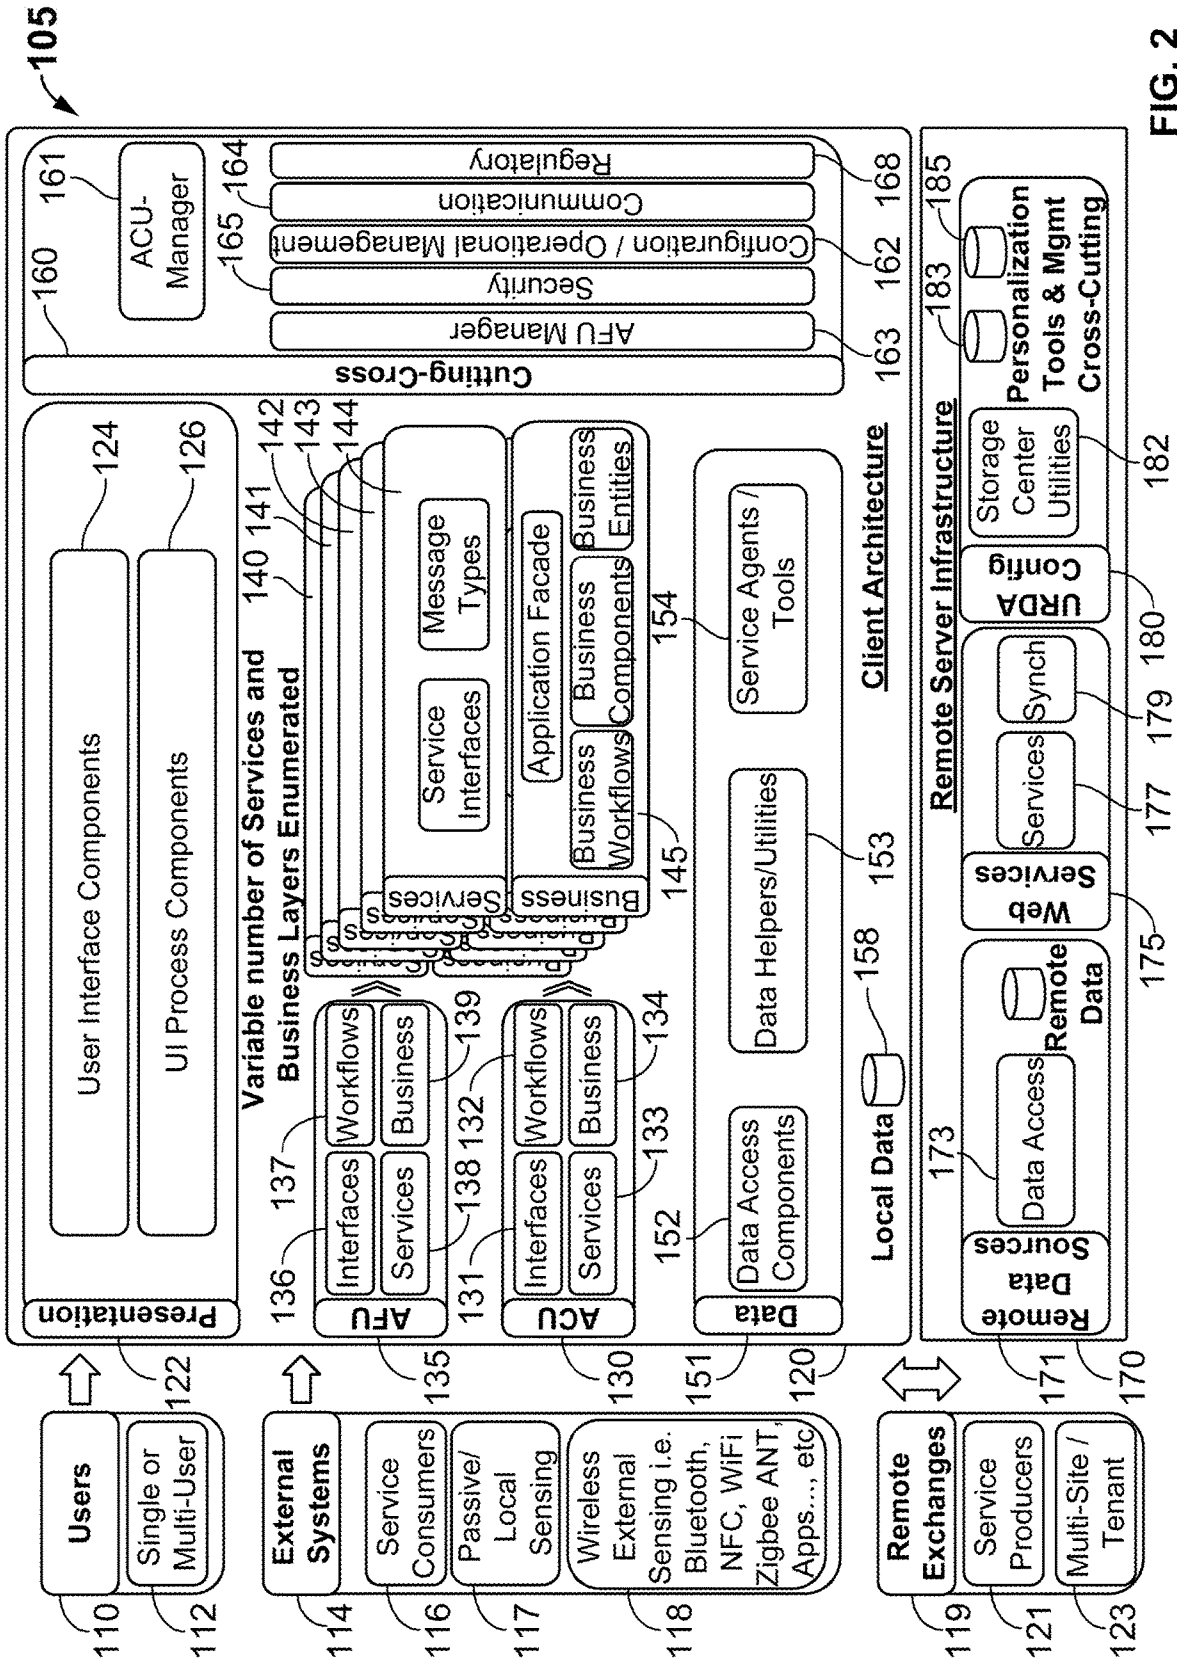 105
Users
Single or
Multi-User
110
112
External
Systems
Service
Consumers
Passive/
Local
Sensing
Wireless
External
Sensing i.e.
Bluetooth,
NFC, WiFi
Zigbee ANT,
Apps...., etc
114
116
117
118
Remote
Exchanges
Service
Producers
Multi-Site /
Tenant
119
121
123
Presentation
122
User Interface Components
124
UI Process Components
126
Variable number of Services and
Business Layers Enumerated
AFU
135
Interfaces
136
Workflows
137
Services
138
Business
139
ACU
130
Interfaces
131
Workflows
132
Services
133
Business
134
140
141
142
143
144
Services
Service
Interfaces
Message
Types
Business
Application Facade
Business
Workflows
Business
Components
Business
Entities
145
Data
151
Data Access
Components
152
Data Helpers/Utilities
153
Service Agents /
Tools
154
Local Data
158
Client Architecture
120
Cutting-Cross
160
ACU-
Manager
161
AFU Manager
163
Security
165
Configuration / Operational Management
162
Communication
164
Regulatory
168
Remote Server Infrastructure
170
Remote
Data
Sources
171
Data Access
173
Remote
Data
Web
Services
175
Services
177
Synch
179
URDA
Config
180
Storage
Center
Utilities
182
183
185
Personalization
Tools & Mgmt
Cross-Cutting
FIG. 2